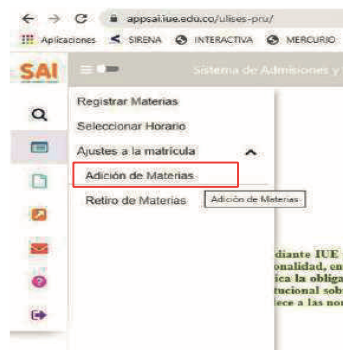 appsai.iue.edu.co/ulises-pru/
Aplicaciones SIRENA INTERACTIVA MERCURIO
SAI Sistema de Admisiones y
Registrar Materias
Seleccionar Horario
Ajustes a la matrícula
Adición de Materias
Retiro de Materias Adición de Materias
diante IUE
onalidad, en
ica la obliga
tucional sob
lece a las no